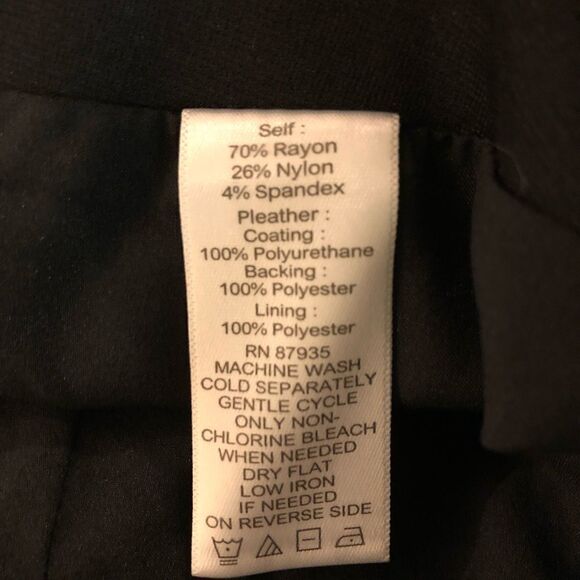 Self :
70% Rayon
26% Nylon
4% Spandex
Pleather :
Coating :
100% Polyurethane
Backing :
100% Polyester
Lining :
100% Polyester
RN 87935
MACHINE WASH
COLD SEPARATELY
GENTLE CYCLE
ONLY NON-
CHLORINE BLEACH
WHEN NEEDED
DRY FLAT
LOW IRON
IF NEEDED
ON REVERSE SIDE